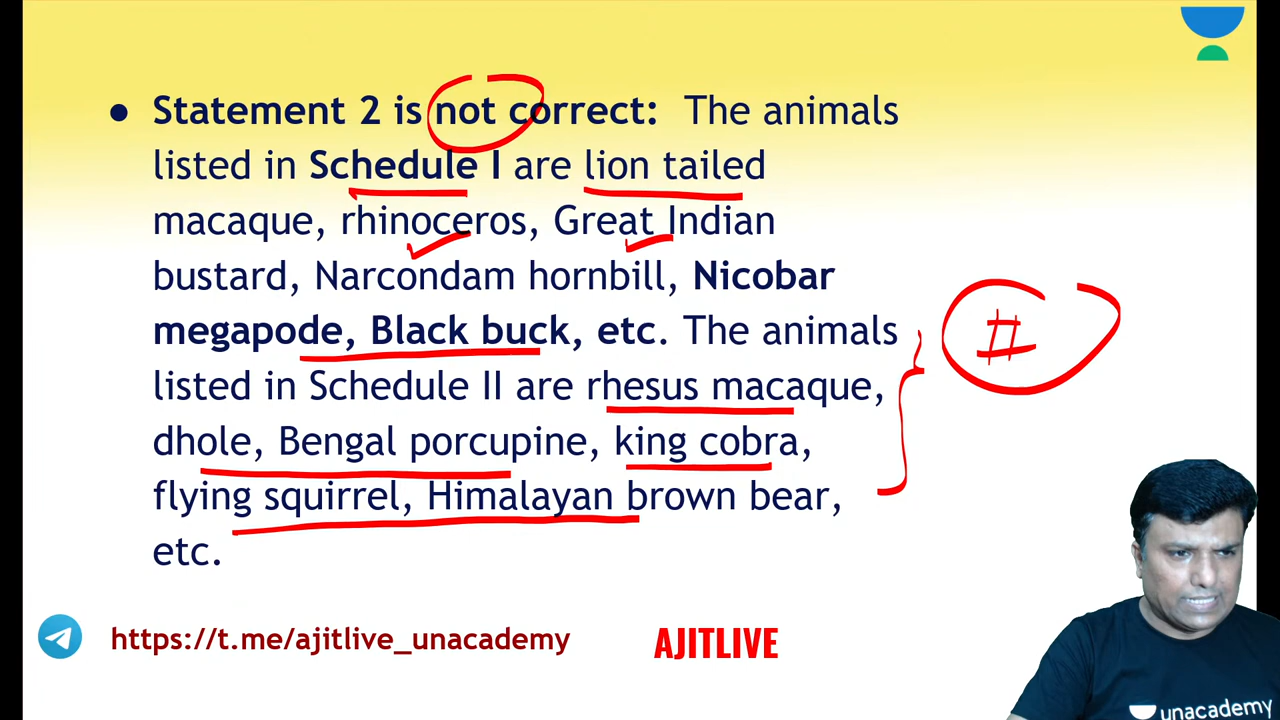 unacademy
Statement 2 is not correct: The animals
listed in Schedule I are lion tailed
macaque, rhinoceros, Great Indian
bustard, Narcondam hornbill, Nicobar
megapode, Black buck, etc. The animals
listed in Schedule II are rhesus macaque,
dhole, Bengal porcupine, king cobra,
flying squirrel, Himalayan brown bear,
etc.
#
https://t.me/ajitlive_unacademy
AJITLIVE
unacademy